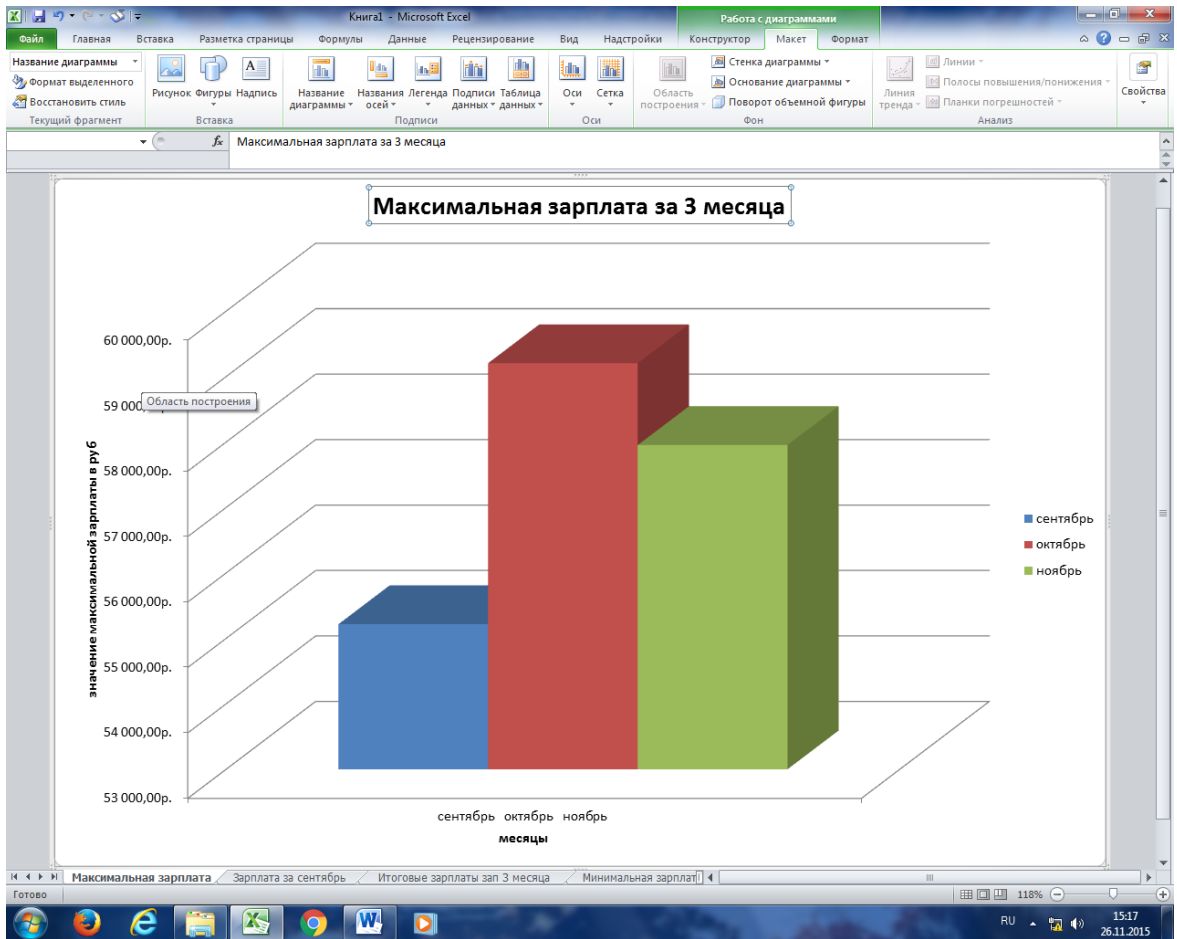 Книга1 - Microsoft Excel
Работа с диаграммами
Файл Главная Вставка Разметка страницы Формулы Данные Рецензирование Вид Надстройки Конструктор Макет Формат
Название диаграммы
Формат выделенного
Восстановить стиль
Текущий фрагмент
Рисунок Фигуры Надпись
Вставка
Название диаграммы
Названия осей
Легенда
Подписи данных
Таблица данных
Подписи
Оси Сетка
Оси
Область построения
Стенка диаграммы
Основание диаграммы
Поворот объемной фигуры
Фон
Линия тренда
Линии
Полосы повышения/понижения
Планки погрешностей
Анализ
Свойства
fx Максимальная зарплата за 3 месяца
Максимальная зарплата за 3 месяца
60 000,00р.
59 000
Область построения
58 000,00р.
57 000,00р.
56 000,00р.
55 000,00р.
54 000,00р.
53 000,00р.
значение максимальной зарплаты в руб
сентябрь
октябрь
ноябрь
сентябрь октябрь ноябрь
месяцы
Максимальная зарплата Зарплата за сентябрь Итоговые зарплаты зап 3 месяца Минимальная зарплат
Готово 118%
RU 15:17
26.11.2015